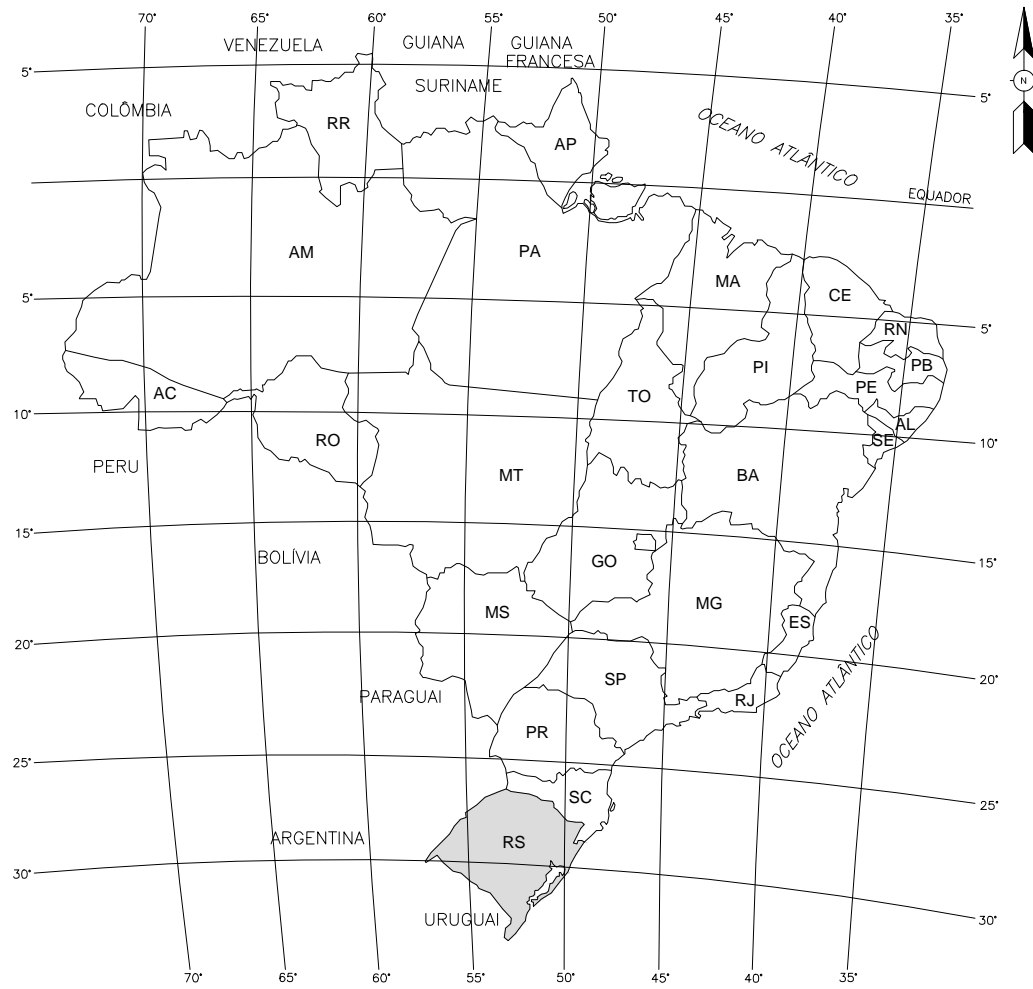 70° 65° 60° 55° 50° 45° 40° 35°
VENEZUELA
GUIANA
GUIANA
FRANCESA
5°
SURINAME
5°
N
COLÔMBIA
RR
AP
OCEANO ATLÂNTICO
EQUADOR
AM
PA
MA
CE
5°
5°
RN
PB
PI
PE
TO
AC
10°
AL
SE
10°
RO
PERU
MT
BA
15°
15°
BOLÍVIA
GO
MG
MS
ES
20°
20°
SP
PARAGUAI
RJ
OCEANO ATLÂNTICO
PR
25°
25°
SC
ARGENTINA
RS
30°
URUGUAI
30°
70° 65° 60° 55° 50° 45° 40° 35°